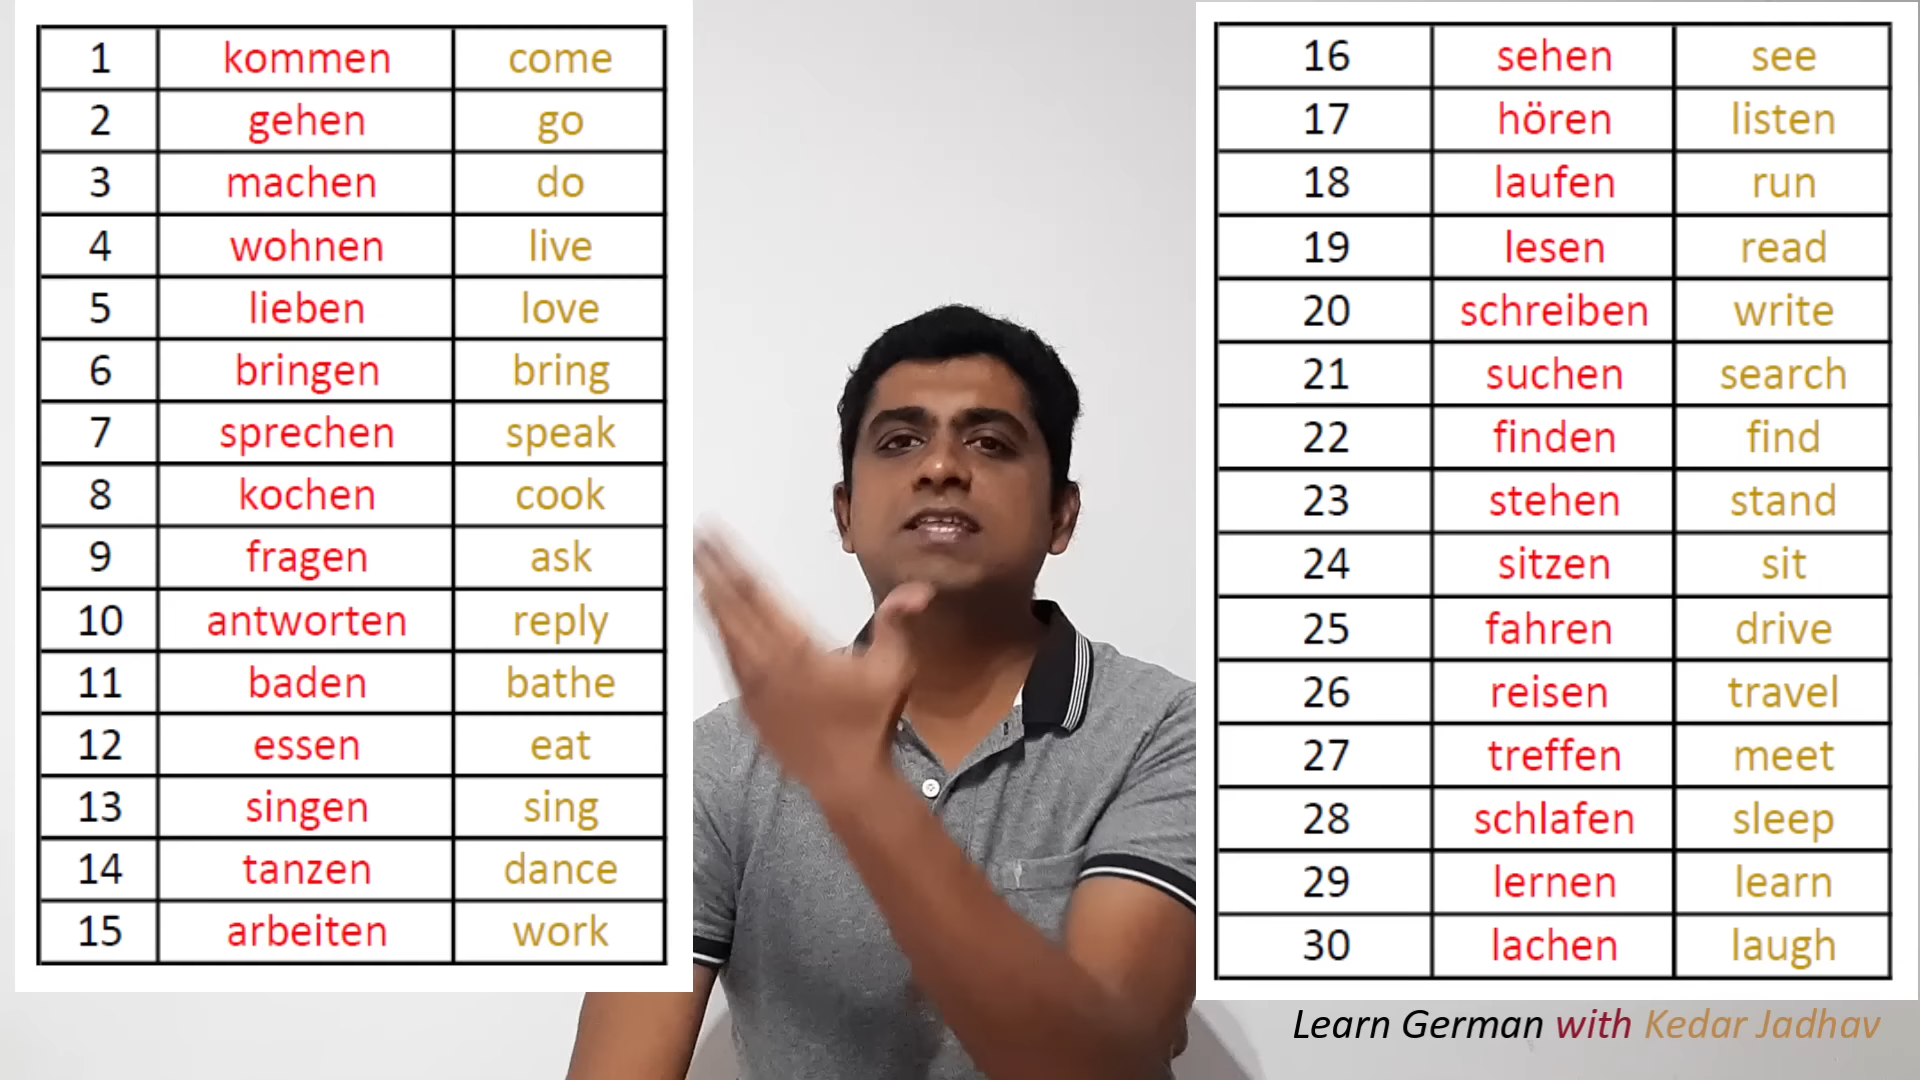 1 kommen come
2 gehen go
3 machen do
4 wohnen live
5 lieben love
6 bringen bring
7 sprechen speak
8 kochen cook
9 fragen ask
10 antworten reply
11 baden bathe
12 essen eat
13 singen sing
14 tanzen dance
15 arbeiten work
16 sehen see
17 hören listen
18 laufen run
19 lesen read
20 schreiben write
21 suchen search
22 finden find
23 stehen stand
24 sitzen sit
25 fahren drive
26 reisen travel
27 treffen meet
28 schlafen sleep
29 lernen learn
30 lachen laugh
Learn German with Kedar Jadhav